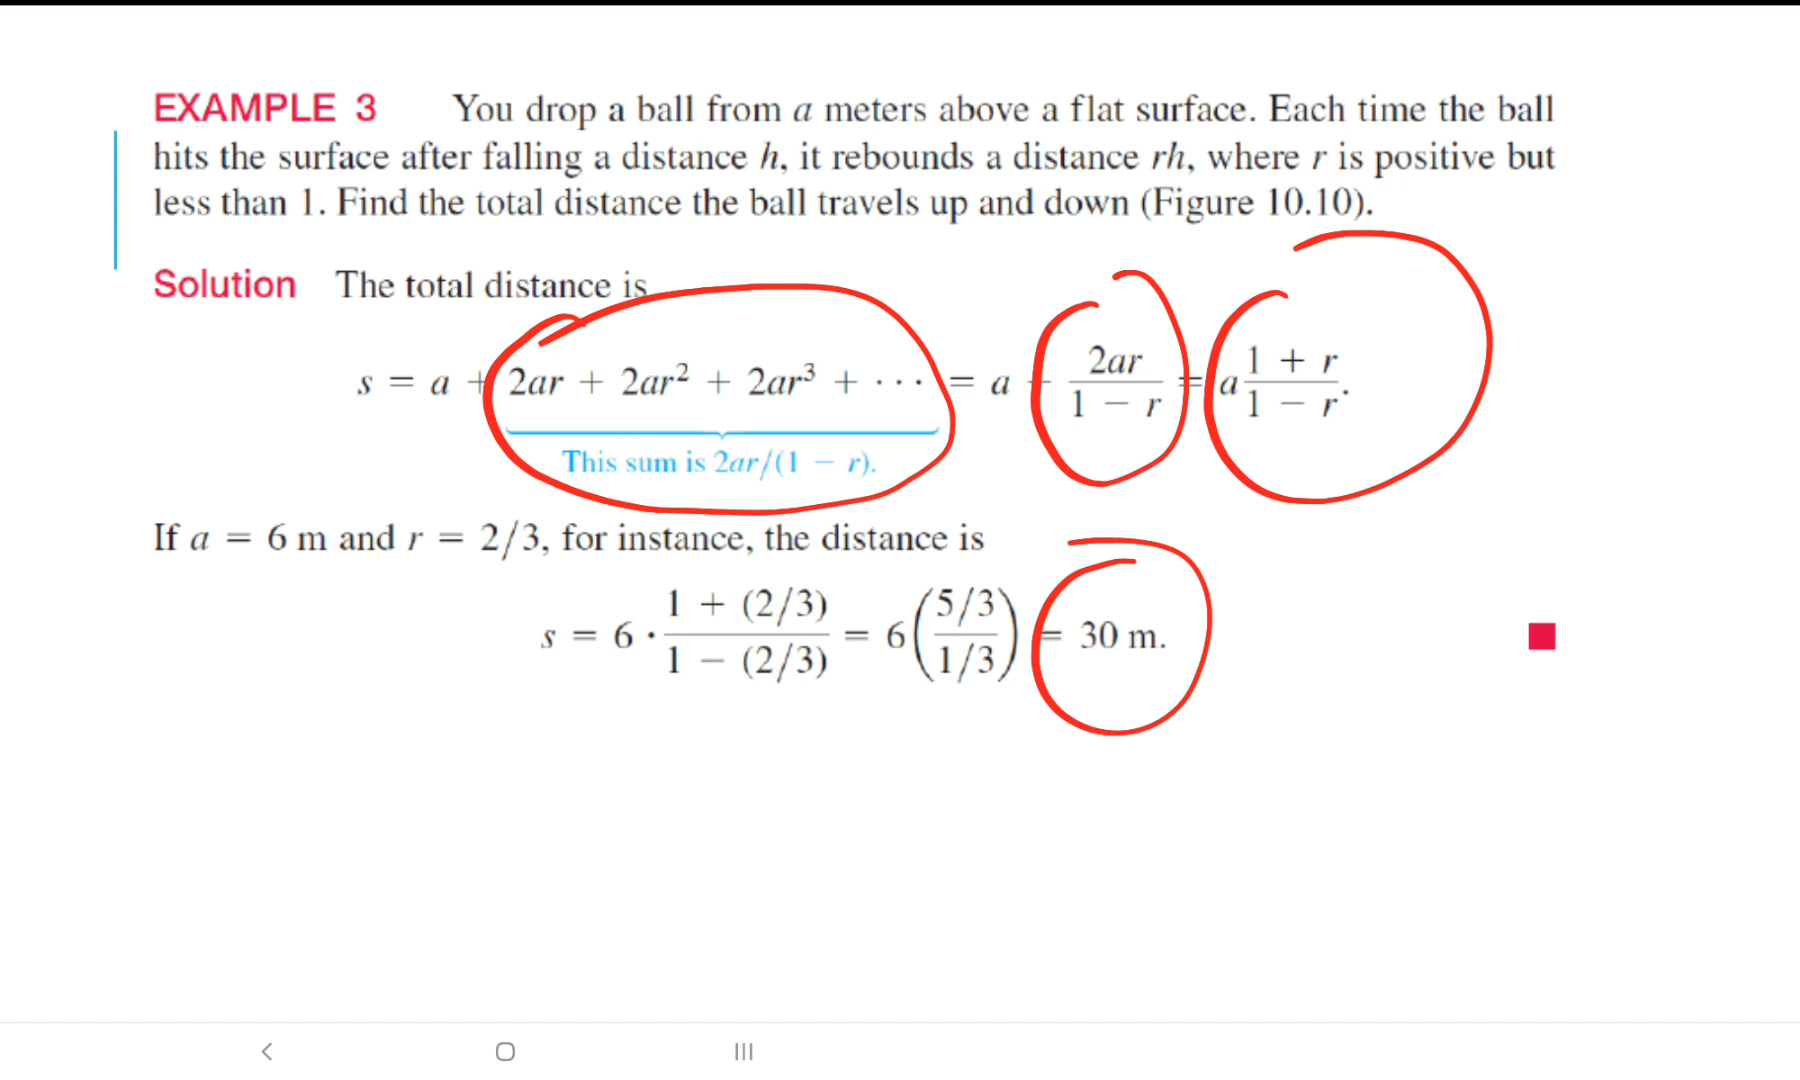 EXAMPLE 3 You drop a ball from a meters above a flat surface. Each time the ball
hits the surface after falling a distance h, it rebounds a distance rh, where r is positive but
less than 1. Find the total distance the ball travels up and down (Figure 10.10).
Solution The total distance is
s = a + 2ar + 2ar² + 2ar³ + ··· = a + 2ar/(1 − r) = a (1 + r)/(1 − r).
This sum is 2ar/(1 − r).
If a = 6 m and r = 2/3, for instance, the distance is
s = 6 · (1 + (2/3))/(1 − (2/3)) = 6((5/3)/(1/3)) = 30 m.